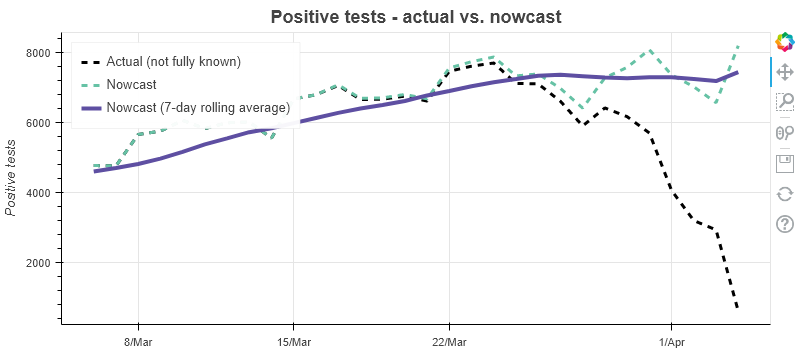 Positive tests - actual vs. nowcast
Actual (not fully known)
Nowcast
Nowcast (7-day rolling average)
Positive tests
8000
6000
4000
2000
8/Mar
15/Mar
22/Mar
1/Apr